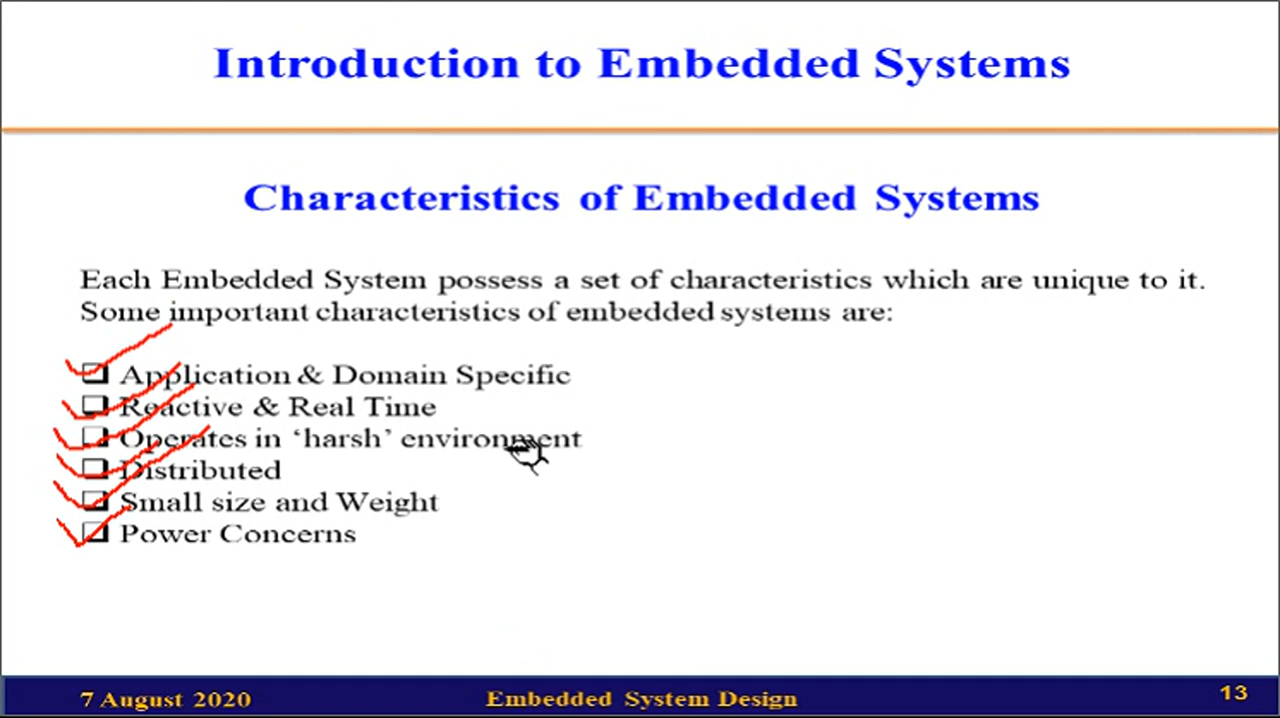 Introduction to Embedded Systems
Characteristics of Embedded Systems
Each Embedded System possess a set of characteristics which are unique to it.
Some important characteristics of embedded systems are:
Application & Domain Specific
Reactive & Real Time
Operates in ‘harsh’ environment
Distributed
Small size and Weight
Power Concerns
7 August 2020
Embedded System Design
13